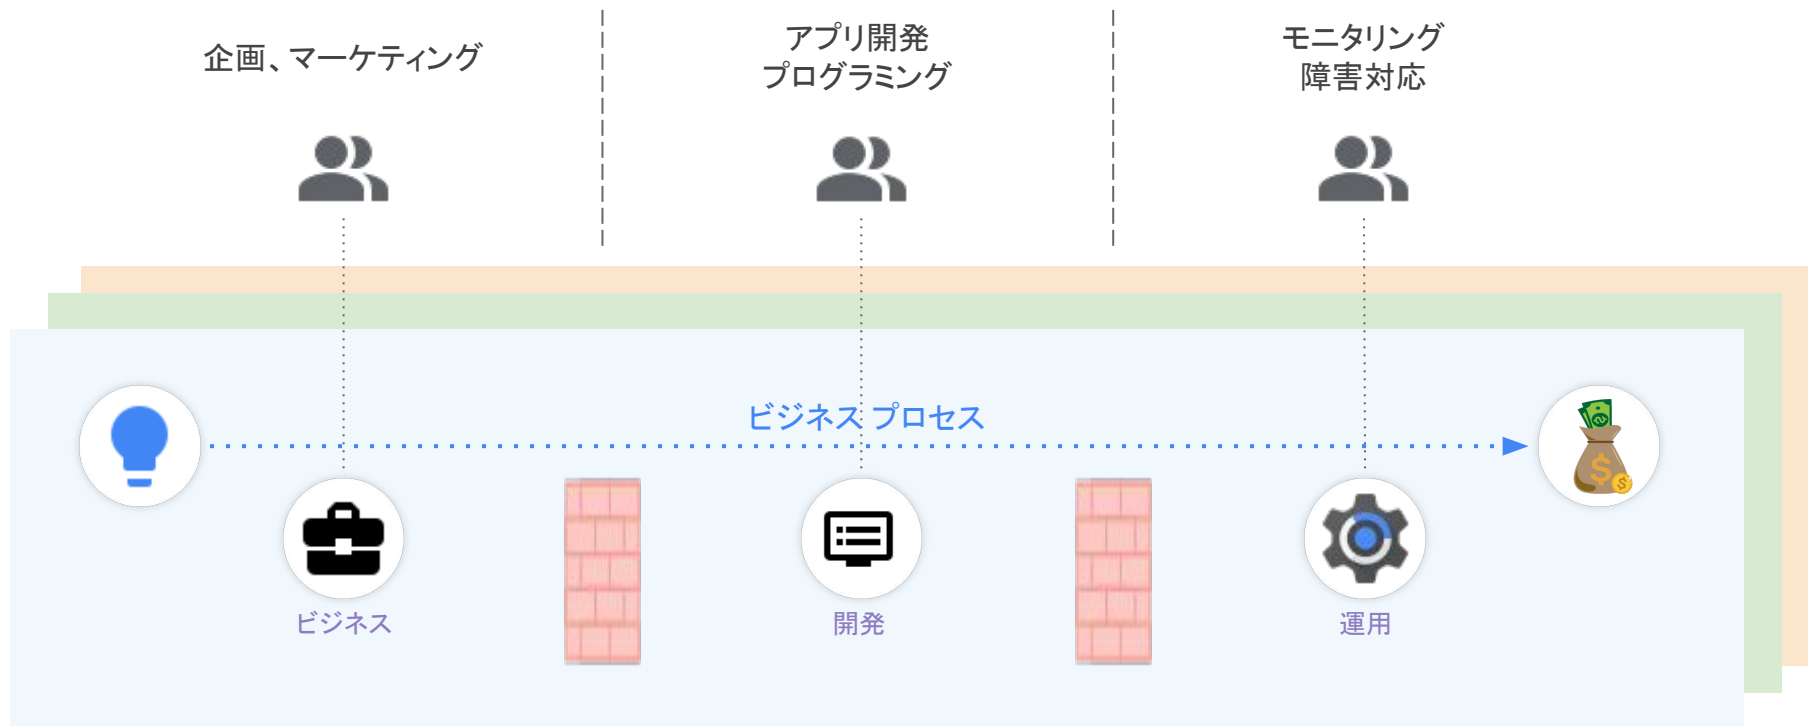 企画、マーケティング
アプリ開発
プログラミング
モニタリング
障害対応
ビジネス プロセス
ビジネス
開発
運用